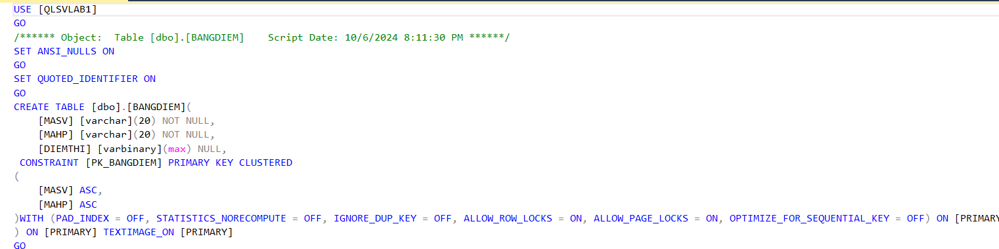 USE [QLSVLAB1]
GO
/****** Object:  Table [dbo].[BANGDIEM]    Script Date: 10/6/2024 8:11:30 PM ******/
SET ANSI_NULLS ON
GO
SET QUOTED_IDENTIFIER ON
GO
CREATE TABLE [dbo].[BANGDIEM](
    [MASV] [varchar](20) NOT NULL,
    [MAHP] [varchar](20) NOT NULL,
    [DIEMTHI] [varbinary](max) NULL,
 CONSTRAINT [PK_BANGDIEM] PRIMARY KEY CLUSTERED
(
    [MASV] ASC,
    [MAHP] ASC
)WITH (PAD_INDEX = OFF, STATISTICS_NORECOMPUTE = OFF, IGNORE_DUP_KEY = OFF, ALLOW_ROW_LOCKS = ON, ALLOW_PAGE_LOCKS = ON, OPTIMIZE_FOR_SEQUENTIAL_KEY = OFF) ON [PRIMARY
) ON [PRIMARY] TEXTIMAGE_ON [PRIMARY]
GO